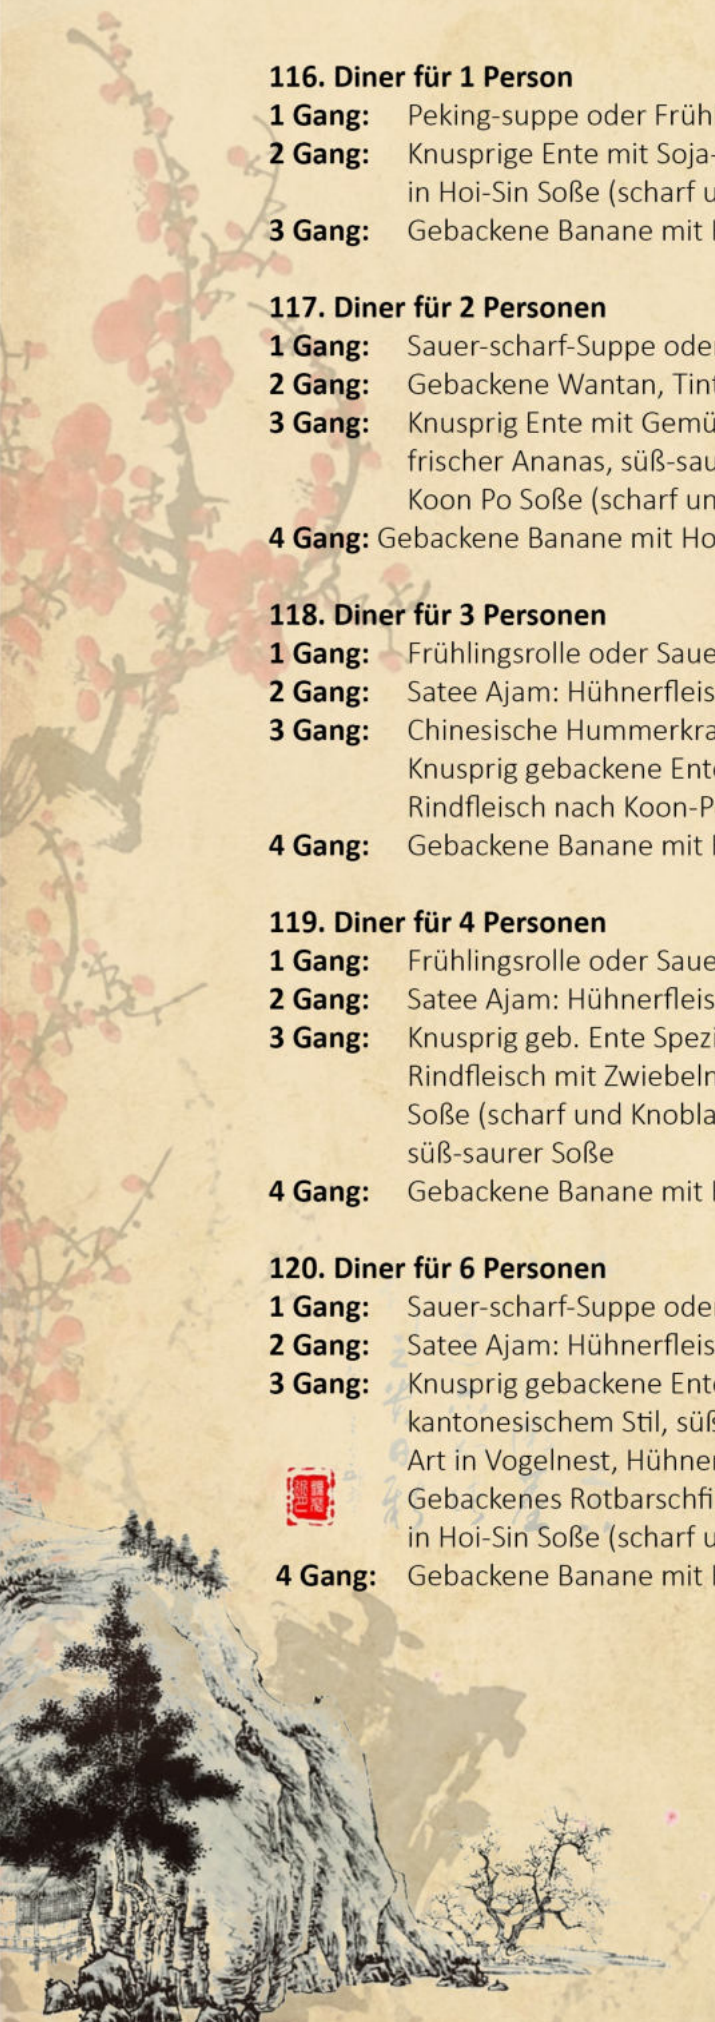 116. Diner für 1 Person
1 Gang: Peking-suppe oder Früh
2 Gang: Knusprige Ente mit Soja-
in Hoi-Sin Soße (scharf u
3 Gang: Gebackene Banane mit
117. Diner für 2 Personen
1 Gang: Sauer-scharf-Suppe oder
2 Gang: Gebackene Wantan, Tint
3 Gang: Knusprig Ente mit Gemü
frischer Ananas, süß-sau
Koon Po Soße (scharf un
4 Gang: Gebackene Banane mit Ho
118. Diner für 3 Personen
1 Gang: Frühlingsrolle oder Saue
2 Gang: Satee Ajam: Hühnerfleis
3 Gang: Chinesische Hummerkra
Knusprig gebackene Ente
Rindfleisch nach Koon-P
4 Gang: Gebackene Banane mit
119. Diner für 4 Personen
1 Gang: Frühlingsrolle oder Saue
2 Gang: Satee Ajam: Hühnerfleis
3 Gang: Knusprig geb. Ente Spezi
Rindfleisch mit Zwiebeln
Soße (scharf und Knobla
süß-saurer Soße
4 Gang: Gebackene Banane mit
120. Diner für 6 Personen
1 Gang: Sauer-scharf-Suppe oder
2 Gang: Satee Ajam: Hühnerfleis
3 Gang: Knusprig gebackene Ente
kantonesischem Stil, süß
Art in Vogelnest, Hühner
Gebackenes Rotbarschfi
in Hoi-Sin Soße (scharf u
4 Gang: Gebackene Banane mit